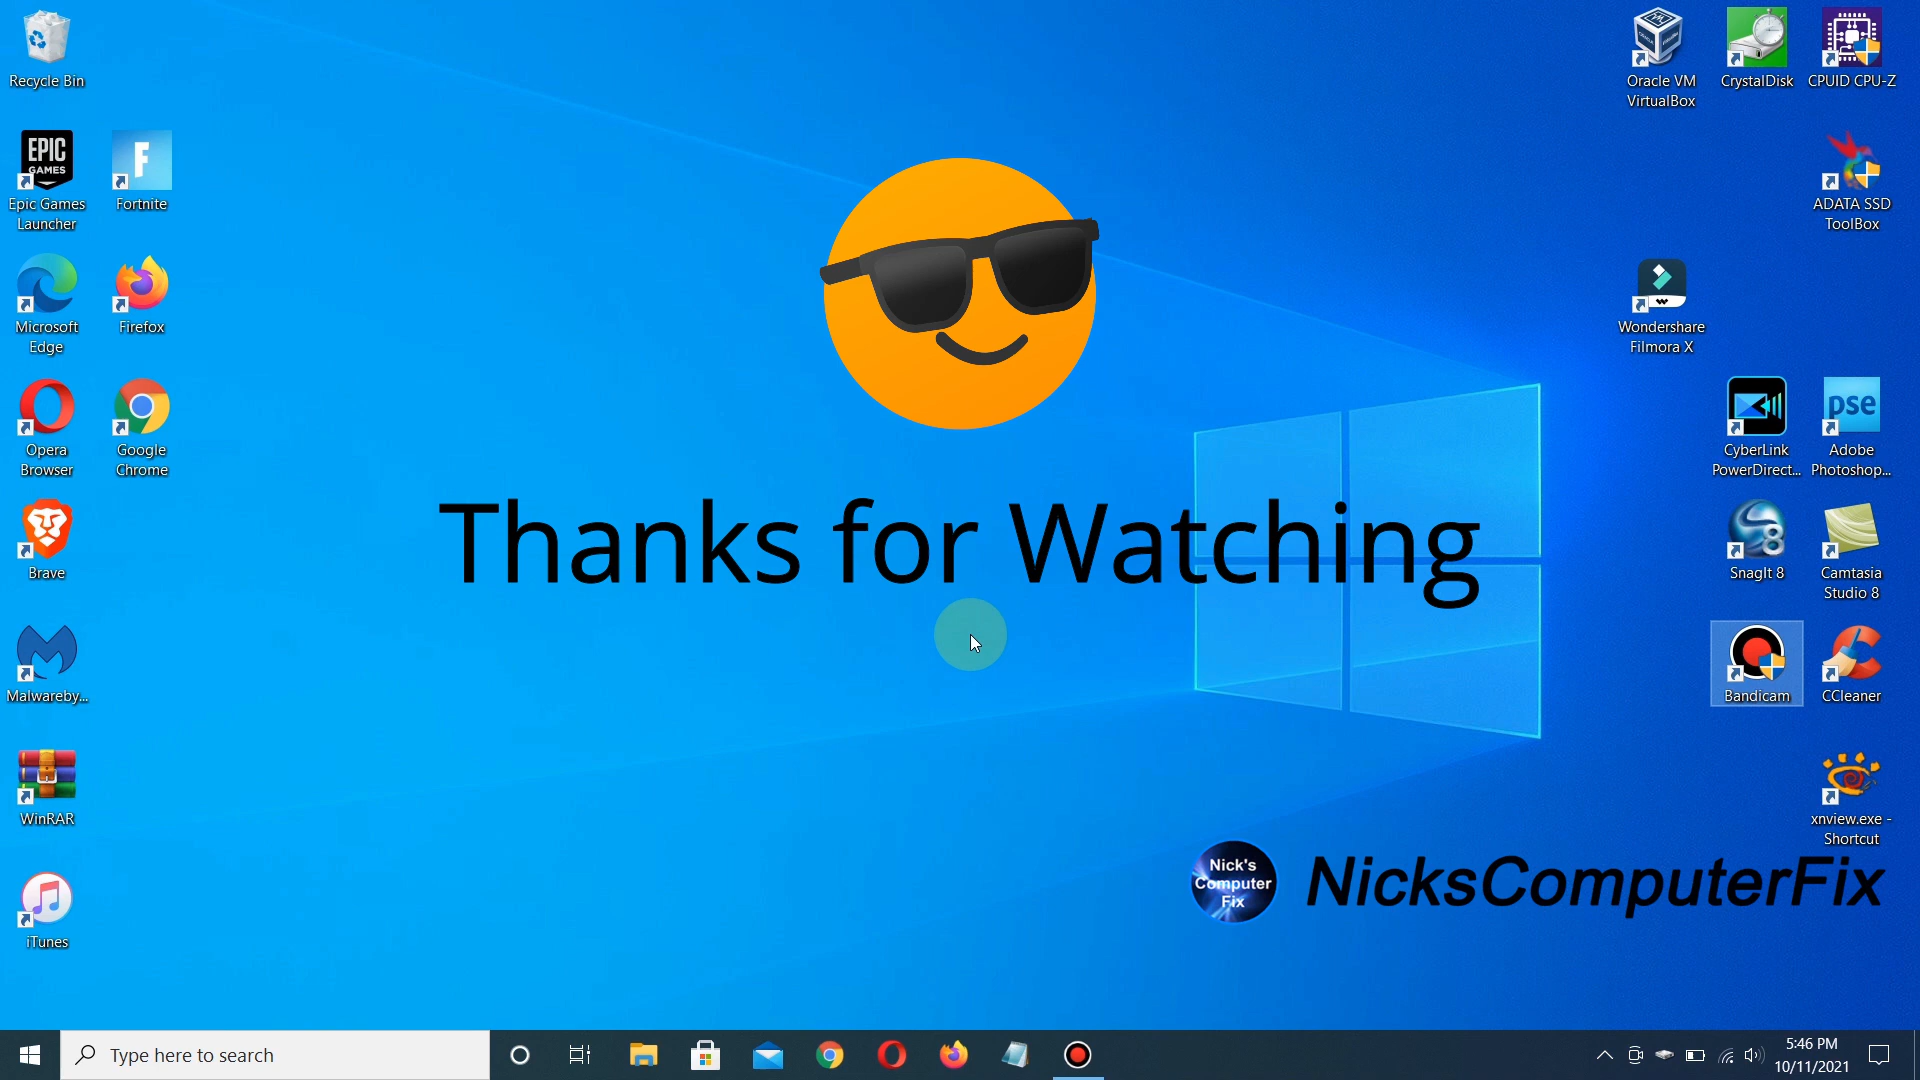 Recycle Bin
EPIC
GAMES
Epic Games
Launcher
F
Fortnite
Microsoft
Edge
Firefox
Opera
Browser
Google
Chrome
Brave
Malwareby...
WinRAR
iTunes
Oracle VM
VirtualBox
CrystalDisk
CPUID CPU-Z
ADATA SSD
ToolBox
Wondershare
Filmora X
CyberLink
PowerDirect...
pse
Adobe
Photoshop...
S8
SnagIt 8
Camtasia
Studio 8
Bandicam
CCleaner
xnview.exe -
Shortcut
Thanks for Watching
Nick's
Computer
Fix
NicksComputerFix
Type here to search
5:46 PM
10/11/2021